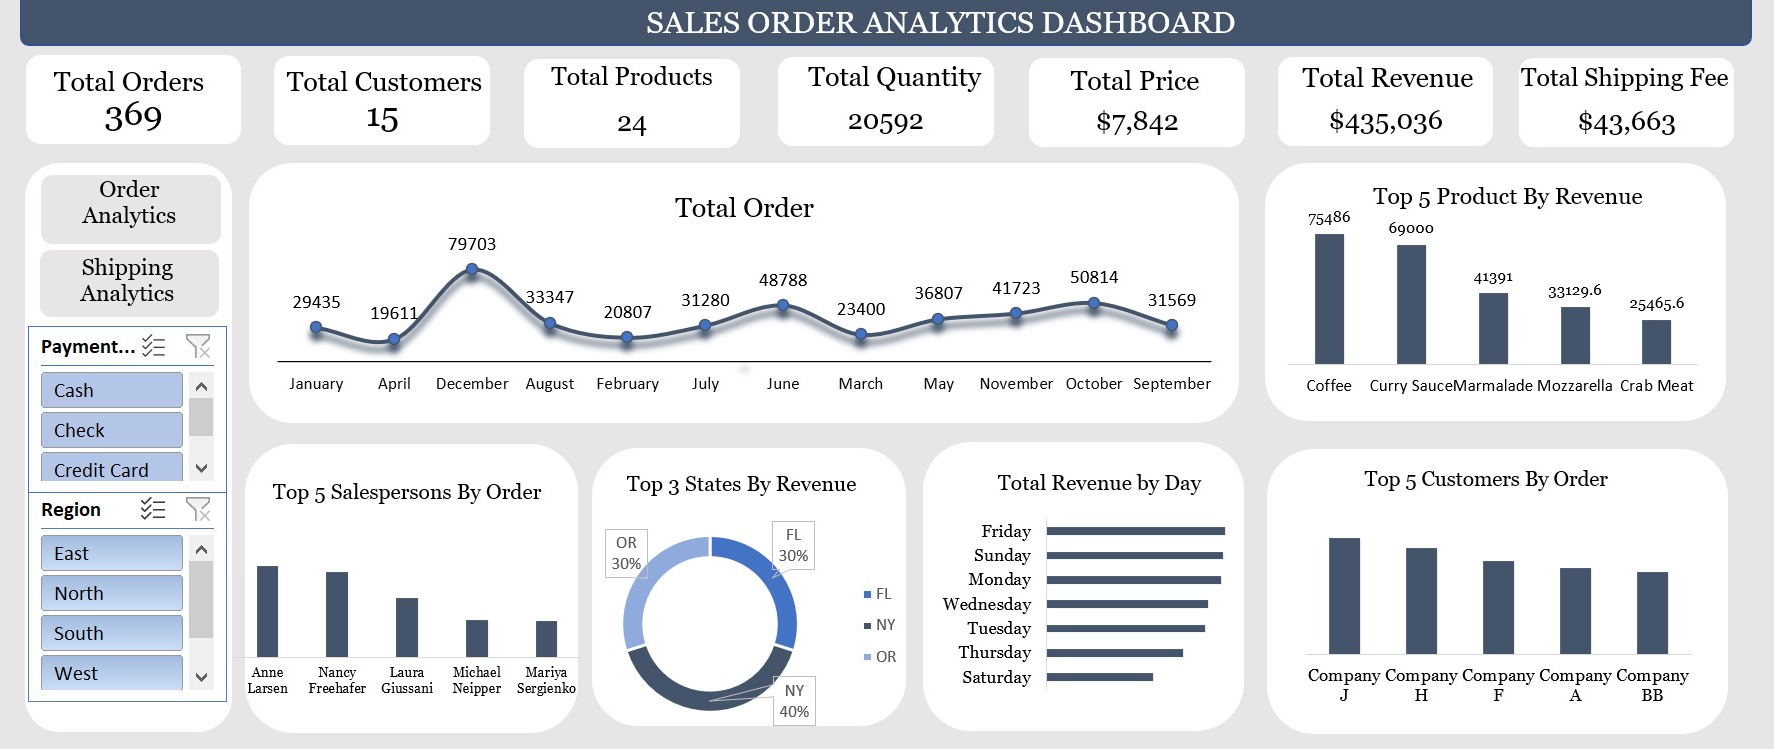 SALES ORDER ANALYTICS DASHBOARD
Total Orders
369
Total Customers
15
Total Products
24
Total Quantity
20592
Total Price
$7,842
Total Revenue
$435,036
Total Shipping Fee
$43,663
Order
Analytics
Shipping
Analytics
Payment...
Cash
Check
Credit Card
Region
East
North
South
West
Total Order
29435
19611
79703
33347
20807
31280
48788
23400
36807
41723
50814
31569
January April December August February July June March May November October September
Top 5 Product By Revenue
75486
69000
41391
33129.6
25465.6
Coffee Curry Sauce Marmalade Mozzarella Crab Meat
Top 5 Salespersons By Order
Anne
Larsen
Nancy
Freehafer
Laura
Giussani
Michael
Neipper
Mariya
Sergienko
Top 3 States By Revenue
OR
30%
FL
30%
NY
40%
FL
NY
OR
Total Revenue by Day
Friday
Sunday
Monday
Wednesday
Tuesday
Thursday
Saturday
Top 5 Customers By Order
Company
J
Company
H
Company
F
Company
A
Company
BB